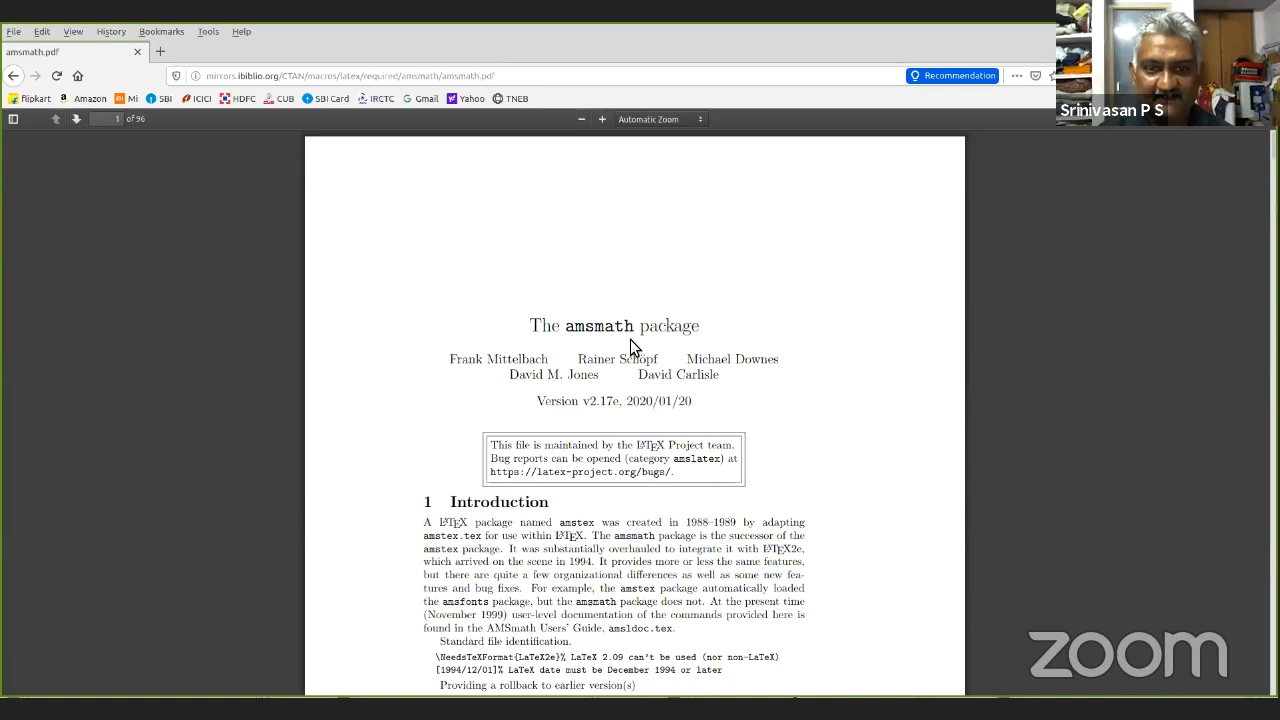 File Edit View History Bookmarks Tools Help
amsmath.pdf
mirrors.ibiblio.org/CTAN/macros/latex/required/amsmath/amsmath.pdf
Recommendation
flipkart Amazon Mi SBI ICICI HDFC CUB SBI Card IRCTC Gmail Yahoo TNEB
Srinivasan P S
1 of 96
Automatic Zoom
The amsmath package
Frank Mittelbach Rainer Schöpf Michael Downes
David M. Jones David Carlisle
Version v2.17e, 2020/01/20
This file is maintained by the LATEX Project team.
Bug reports can be opened (category amslatex) at
https://latex-project.org/bugs/.
1 Introduction
A LATEX package named amstex was created in 1988–1989 by adapting
amstex.tex for use within LATEX. The amsmath package is the successor of the
amstex package. It was substantially overhauled to integrate it with LATEX2e,
which arrived on the scene in 1994. It provides more or less the same features,
but there are quite a few organizational differences as well as some new fea-
tures and bug fixes. For example, the amstex package automatically loaded
the amsfonts package, but the amsmath package does not. At the present time
(November 1999) user-level documentation of the commands provided here is
found in the AMSmath Users' Guide, amsldoc.tex.
Standard file identification.
\NeedsTeXFormat{LaTeX2e}% LaTeX 2.09 can't be used (nor non-LaTeX)
[1994/12/01]% LaTeX date must be December 1994 or later
Providing a rollback to earlier version(s)
zoom